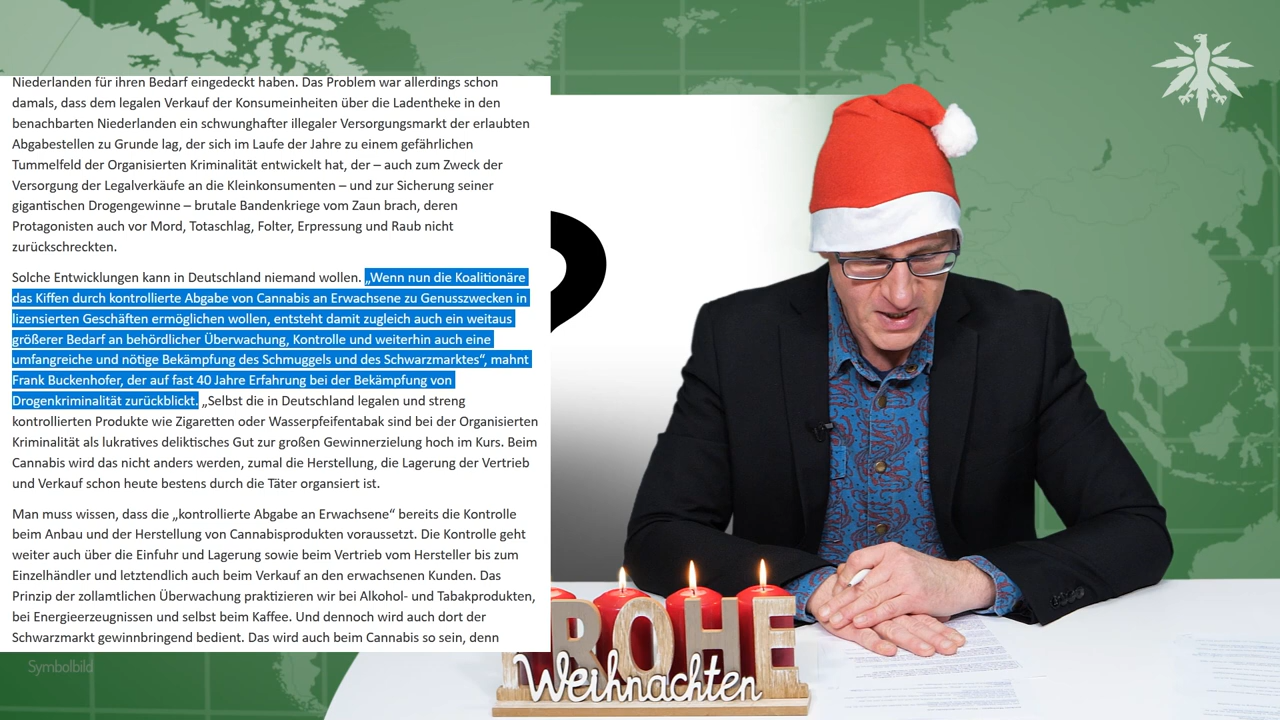 Niederlanden für ihren Bedarf eingedeckt haben. Das Problem war allerdings schon
damals, dass dem legalen Verkauf der Konsumeinheiten über die Ladentheke in den
benachbarten Niederlanden ein schwunghafter illegaler Versorgungsmarkt der erlaubten
Abgabestellen zu Grunde lag, der sich im Laufe der Jahre zu einem gefährlichen
Tummelfeld der Organisierten Kriminalität entwickelt hat, der – auch zum Zweck der
Versorgung der Legalverkäufe an die Kleinkonsumenten – und zur Sicherung seiner
gigantischen Drogengewinne – brutale Bandenkriege vom Zaun brach, deren
Protagonisten auch vor Mord, Totaschlag, Folter, Erpressung und Raub nicht
zurückschreckten.
Solche Entwicklungen kann in Deutschland niemand wollen. „Wenn nun die Koalitionäre
das Kiffen durch kontrollierte Abgabe von Cannabis an Erwachsene zu Genusszwecken in
lizensierten Geschäften ermöglichen wollen, entsteht damit zugleich auch ein weitaus
größerer Bedarf an behördlicher Überwachung, Kontrolle und weiterhin auch eine
umfangreiche und nötige Bekämpfung des Schmuggels und des Schwarzmarktes“, mahnt
Frank Buckenhofer, der auf fast 40 Jahre Erfahrung bei der Bekämpfung von
Drogenkriminalität zurückblickt. „Selbst die in Deutschland legalen und streng
kontrollierten Produkte wie Zigaretten oder Wasserpfeifentabak sind bei der Organisierten
Kriminalität als lukratives deliktisches Gut zur großen Gewinnerzielung hoch im Kurs. Beim
Cannabis wird das nicht anders werden, zumal die Herstellung, die Lagerung der Vertrieb
und Verkauf schon heute bestens durch die Täter organsiert ist.
Man muss wissen, dass die „kontrollierte Abgabe an Erwachsene“ bereits die Kontrolle
beim Anbau und der Herstellung von Cannabisprodukten voraussetzt. Die Kontrolle geht
weiter auch über die Einfuhr und Lagerung sowie beim Vertrieb vom Hersteller bis zum
Einzelhändler und letztendlich auch beim Verkauf an den erwachsenen Kunden. Das
Prinzip der zollamtlichen Überwachung praktizieren wir bei Alkohol- und Tabakprodukten,
bei Energieerzeugnissen und selbst beim Kaffee. Und dennoch wird auch dort der
Schwarzmarkt gewinnbringend bedient. Das wird auch beim Cannabis so sein, denn
Symbolbild
FROHE
Weihnachten